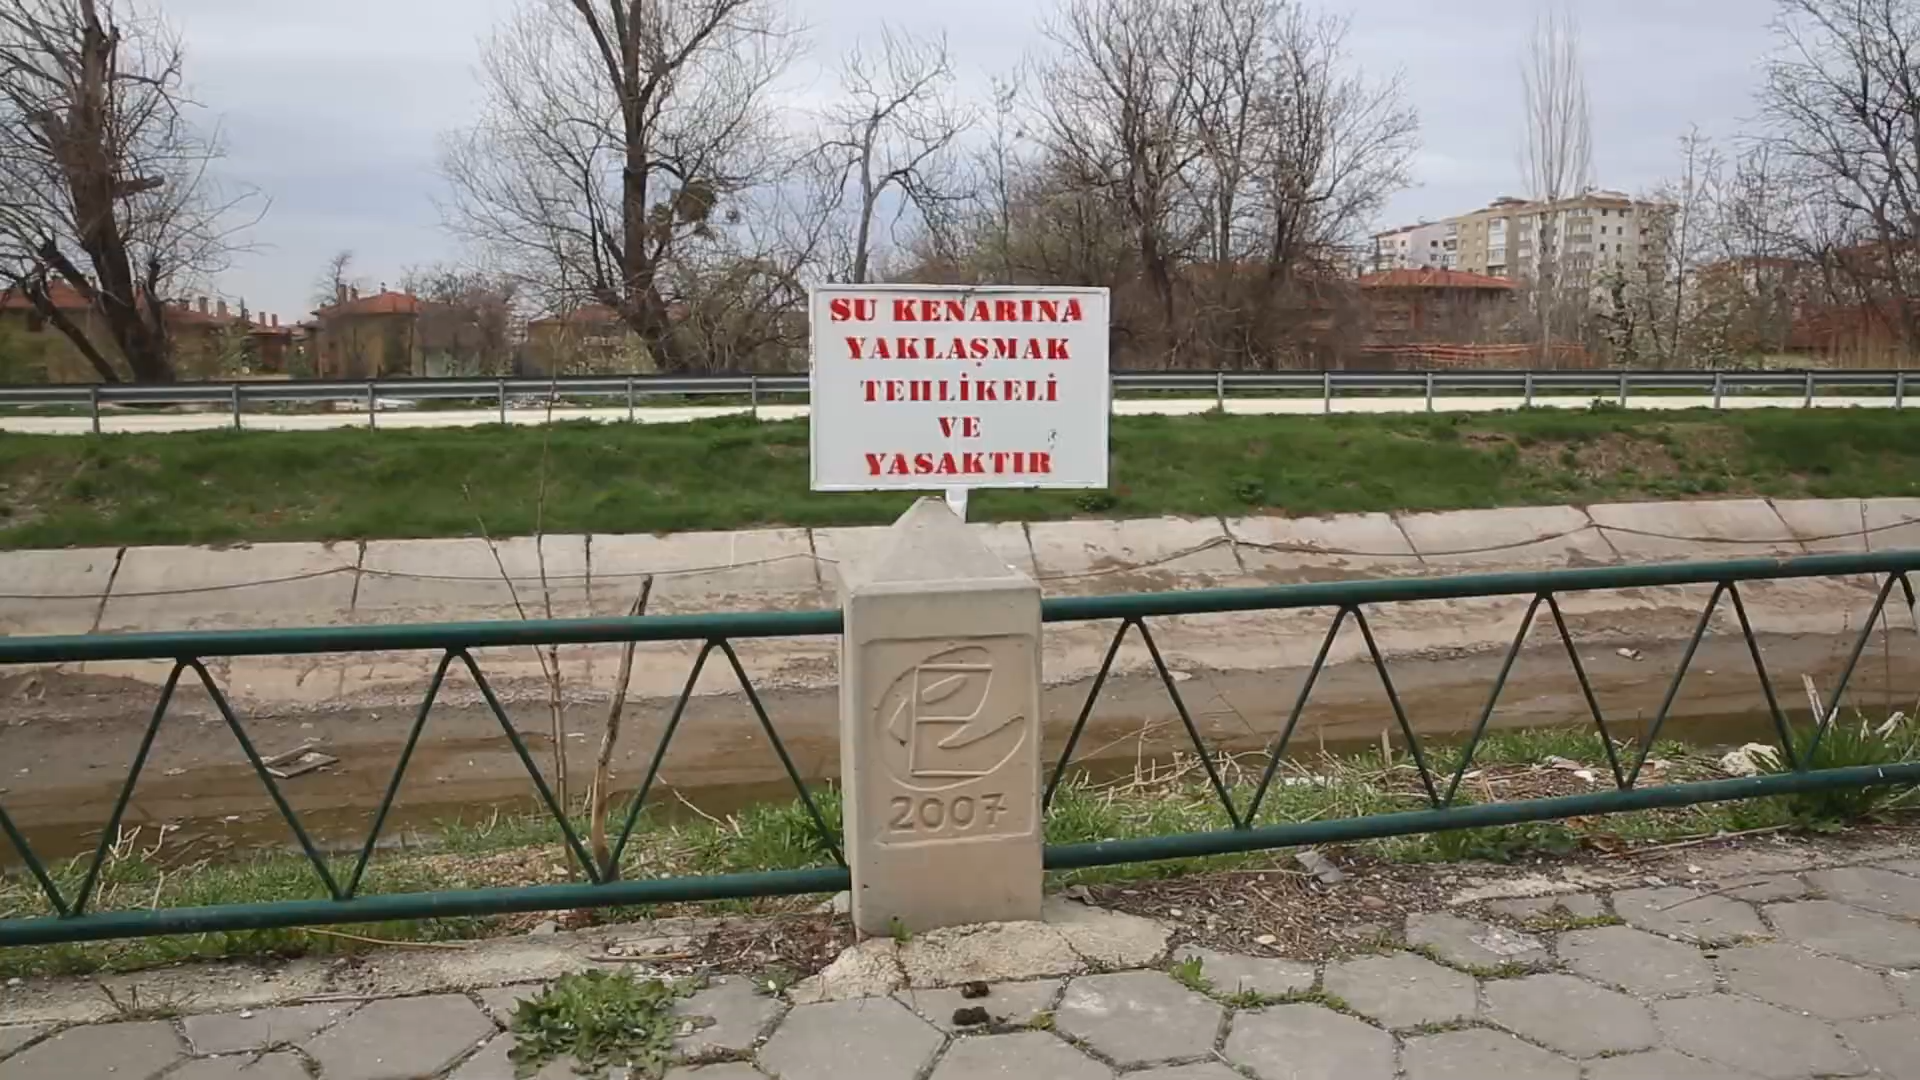 SU KENARINA
YAKLAŞMAK
TEHLİKELİ
VE
YASAKTIR
2007